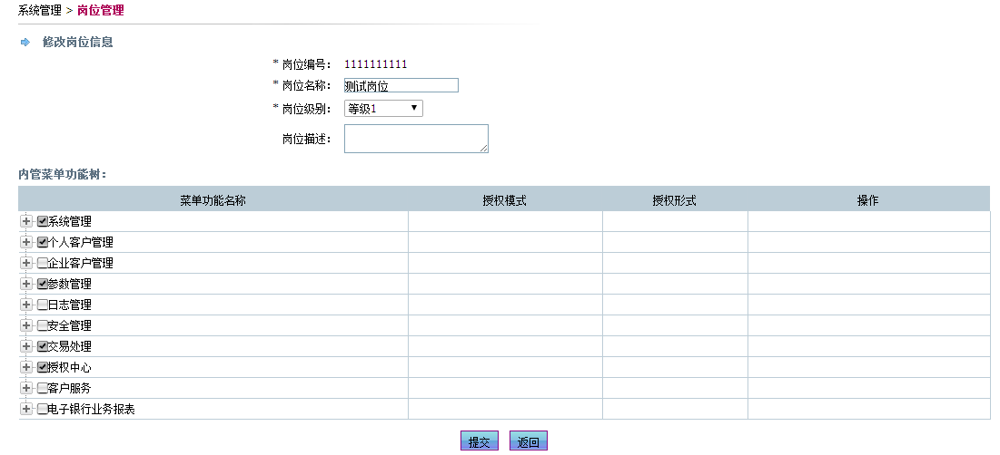 系统管理 > 岗位管理
修改岗位信息
* 岗位编号： 1111111111
* 岗位名称： 测试岗位
* 岗位级别： 等级1
岗位描述：
内管菜单功能树：
菜单功能名称 授权模式 授权形式 操作
系统管理
个人客户管理
企业客户管理
参数管理
日志管理
安全管理
交易处理
授权中心
客户服务
电子银行业务报表
提交 返回